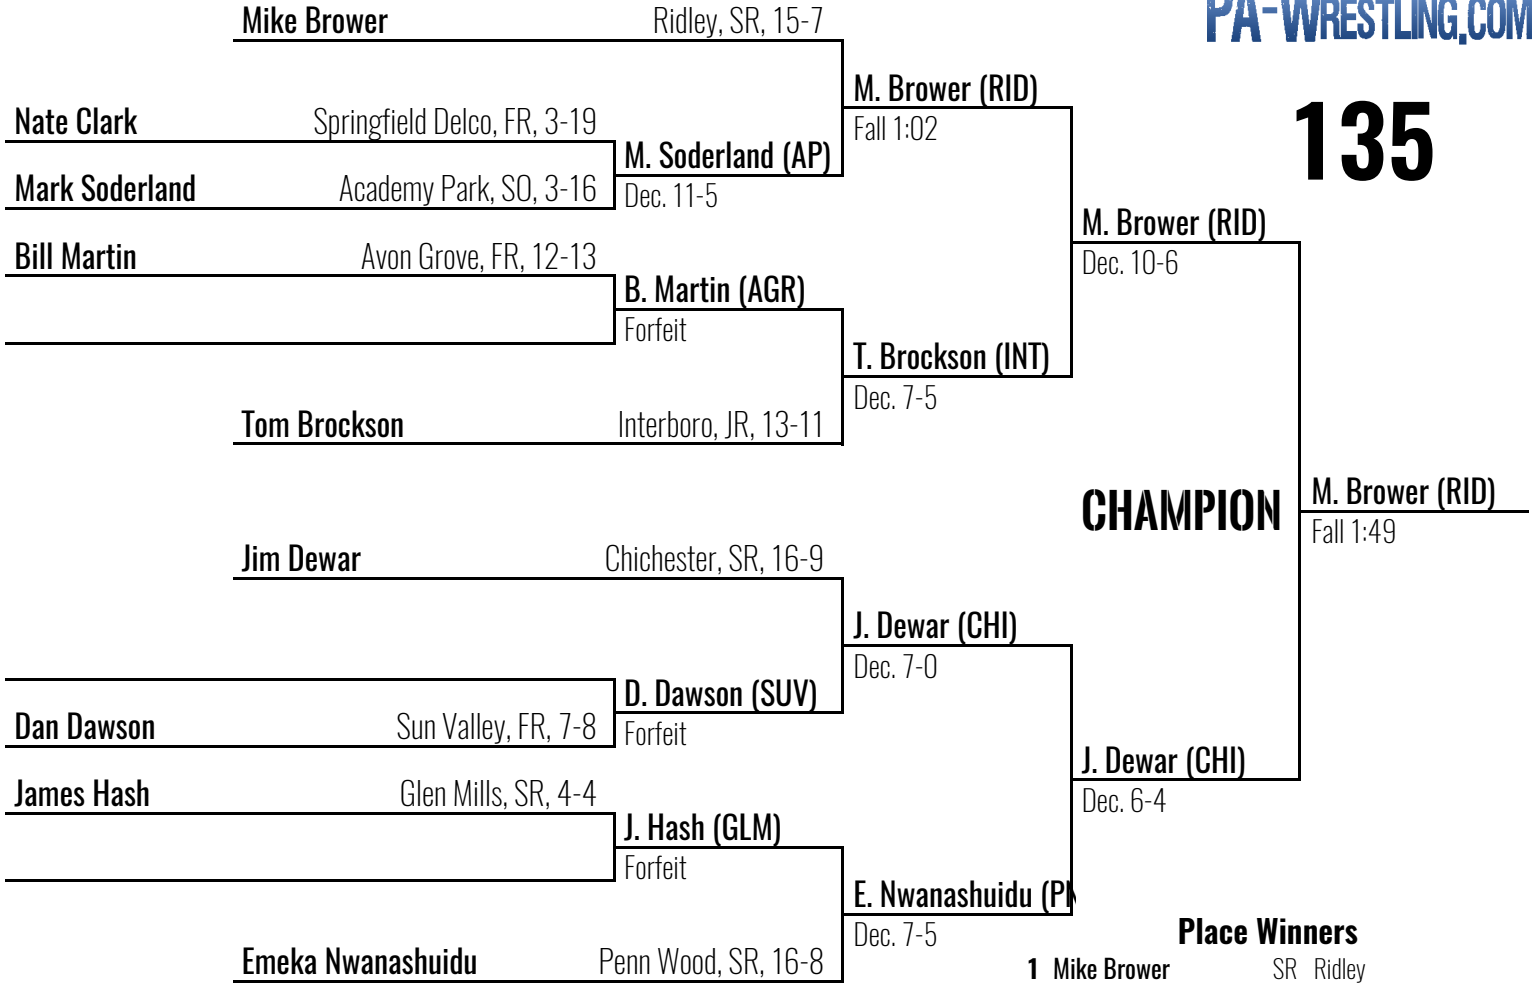 Mike Brower Ridley, SR, 15-7
PA-WRESTLING.COM
M. Brower (RID)
Fall 1:02
135
Nate Clark Springfield Delco, FR, 3-19
M. Soderland (AP)
Dec. 11-5
Mark Soderland Academy Park, SO, 3-16
M. Brower (RID)
Dec. 10-6
Bill Martin Avon Grove, FR, 12-13
B. Martin (AGR)
Forfeit
T. Brockson (INT)
Dec. 7-5
Tom Brockson Interboro, JR, 13-11
CHAMPION
M. Brower (RID)
Fall 1:49
Jim Dewar Chichester, SR, 16-9
J. Dewar (CHI)
Dec. 7-0
D. Dawson (SUV)
Forfeit
Dan Dawson Sun Valley, FR, 7-8
J. Dewar (CHI)
Dec. 6-4
James Hash Glen Mills, SR, 4-4
J. Hash (GLM)
Forfeit
E. Nwanashuidu
Dec. 7-5
Emeka Nwanashuidu Penn Wood, SR, 16-8
Place Winners
1 Mike Brower SR Ridley